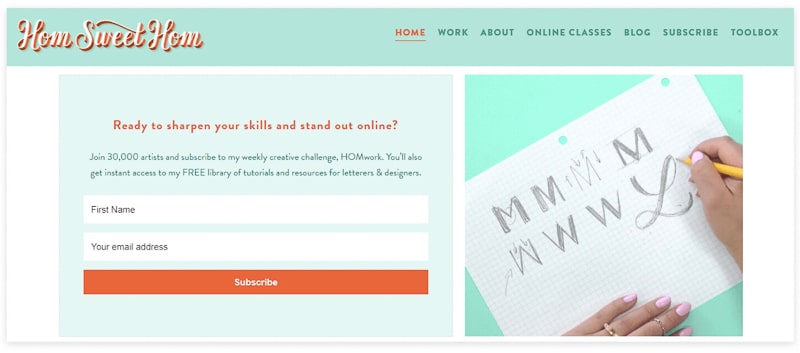 Hom Sweet Hom
HOME WORK ABOUT ONLINE CLASSES BLOG SUBSCRIBE TOOLBOX
Ready to sharpen your skills and stand out online?
Join 30,000 artists and subscribe to my weekly creative challenge, HOMwork. You'll also
get instant access to my FREE library of tutorials and resources for letterers & designers.
First Name
Your email address
Subscribe
M M M M
W W W W L